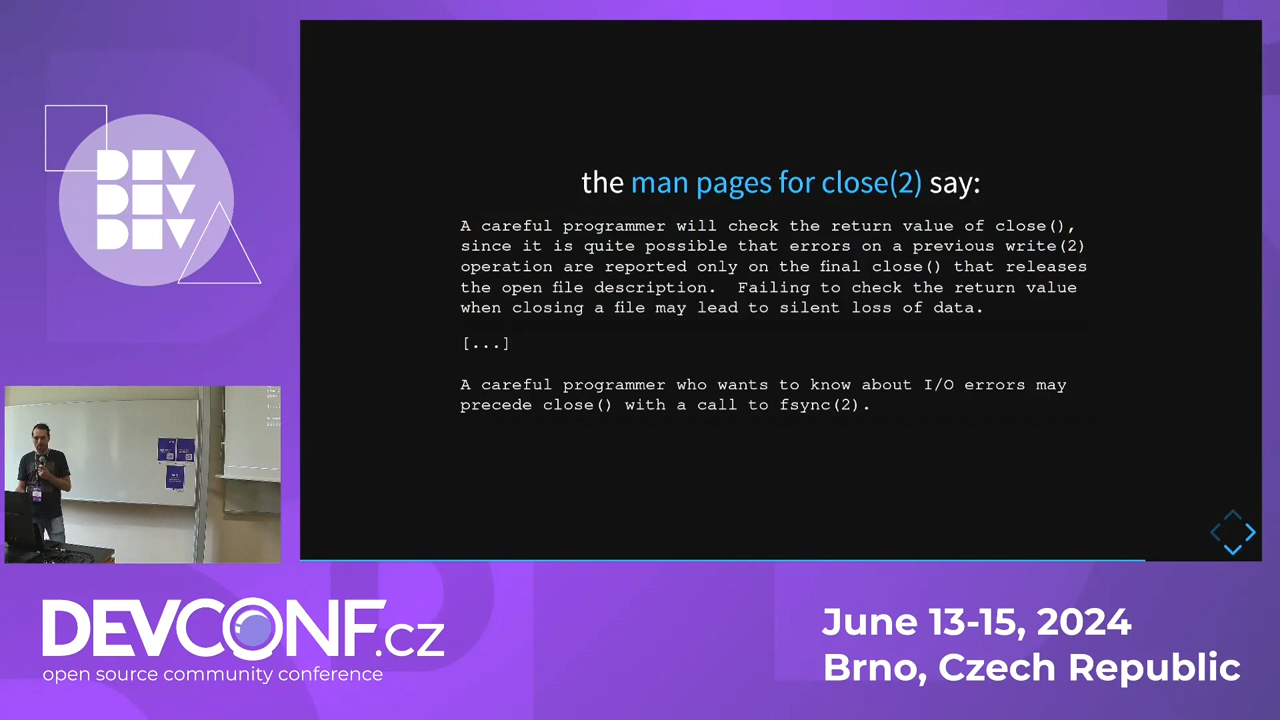 the man pages for close(2) say:
A careful programmer will check the return value of close(),
since it is quite possible that errors on a previous write(2)
operation are reported only on the final close() that releases
the open file description.  Failing to check the return value
when closing a file may lead to silent loss of data.
[...]
A careful programmer who wants to know about I/O errors may
precede close() with a call to fsync(2).
DEV
DEV
DEV
DEVCONF.cz
open source community conference
June 13-15, 2024
Brno, Czech Republic